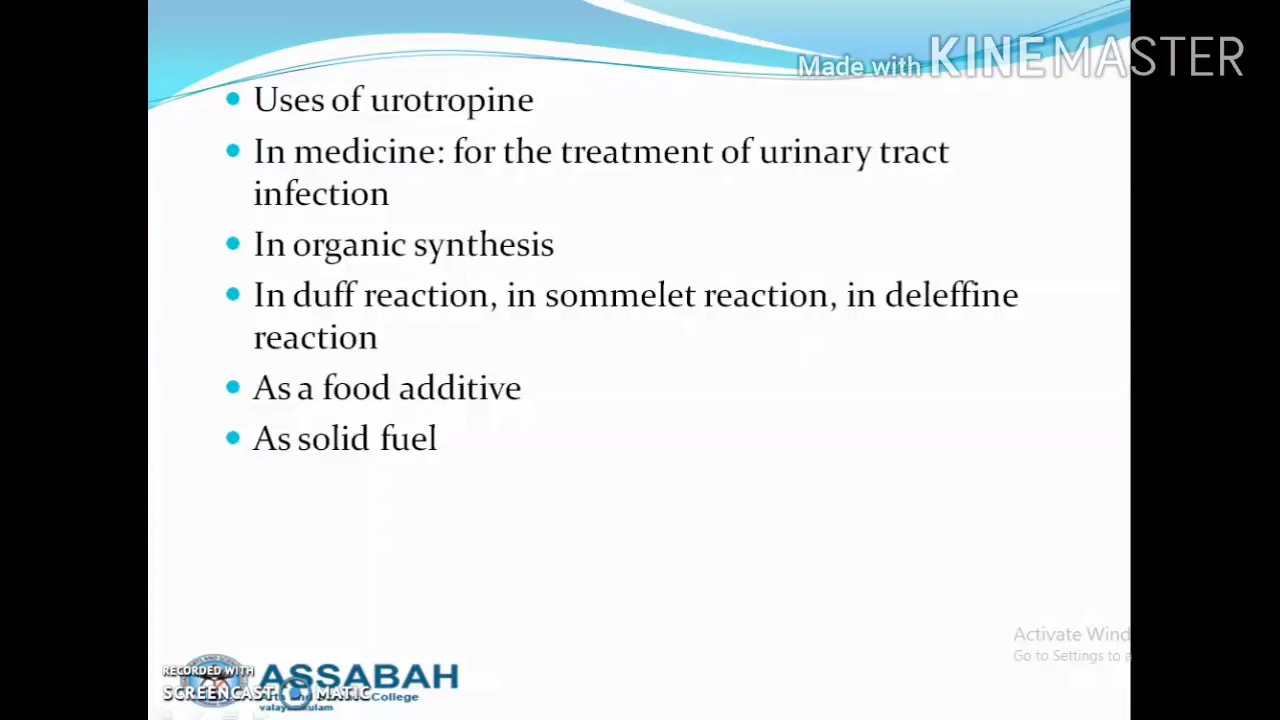 Made with KINEMASTER
Uses of urotropine
In medicine: for the treatment of urinary tract
infection
In organic synthesis
In duff reaction, in sommelet reaction, in deleffine
reaction
As a food additive
As solid fuel
Activate Wind
Go to Settings to a
RECORDED WITH
SCREENCAST MATIC
ASSABAH
College